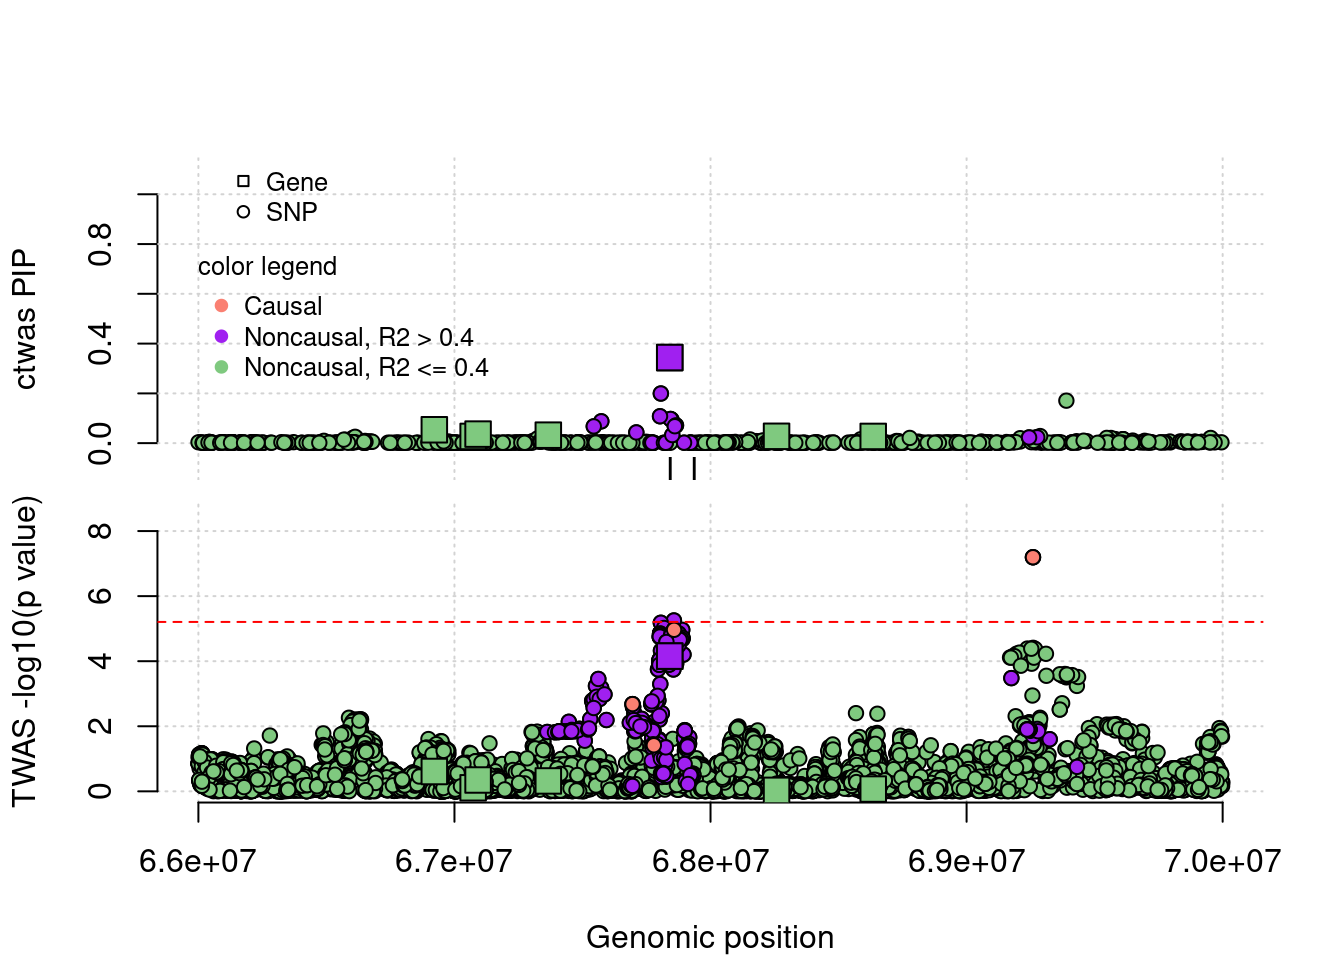 Gene
SNP
color legend
Causal
Noncausal, R2 > 0.4
Noncausal, R2 <= 0.4
ctwas PIP
0.8
0.4
0.0
TWAS -log10(p value)
8
6
4
2
0
6.6e+07 6.7e+07 6.8e+07 6.9e+07 7.0e+07
Genomic position